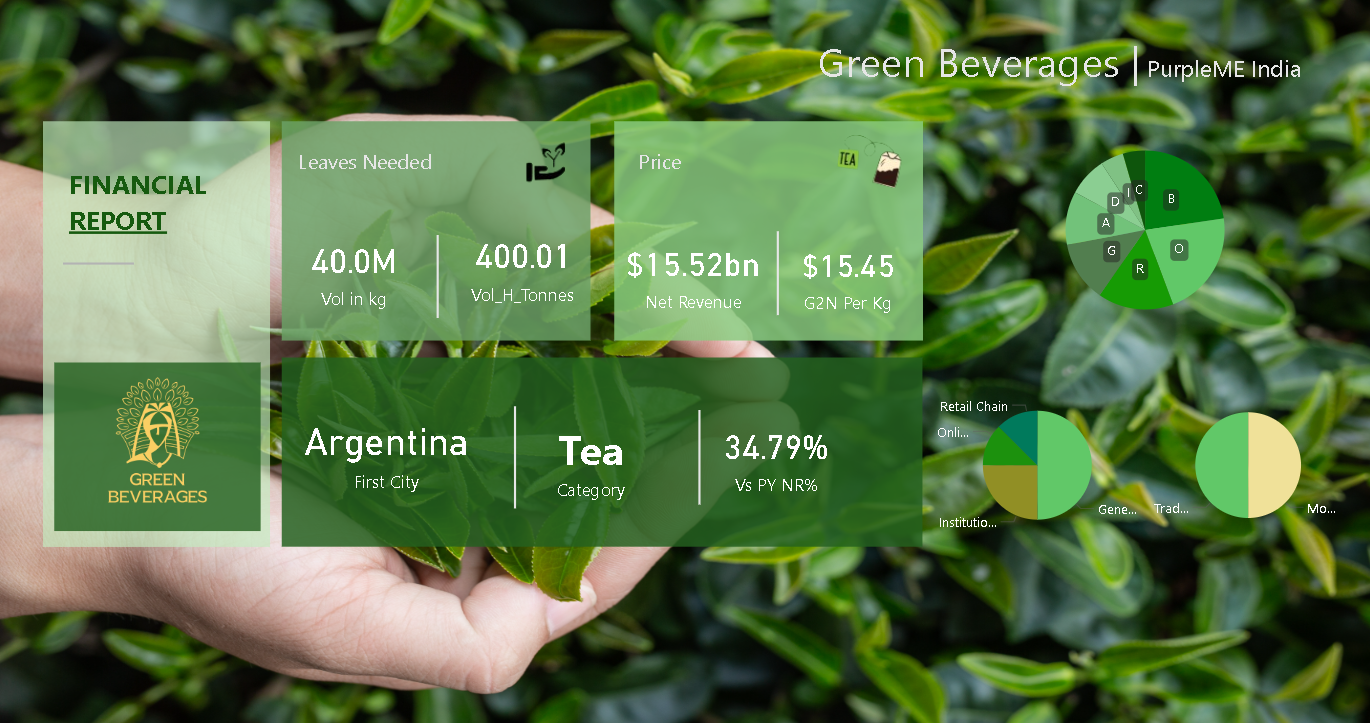 Green Beverages | PurpleME India
FINANCIAL
REPORT
GREEN
BEVERAGES
Leaves Needed
40.0M
Vol in kg
400.01
Vol_H_Tonnes
Price
TEA
$15.52bn
Net Revenue
$15.45
G2N Per Kg
Argentina
First City
Tea
Category
34.79%
Vs PY NR%
C
B
O
R
G
A
D
I
Retail Chain
Onli...
Institutio...
Gene...
Trad...
Mo...